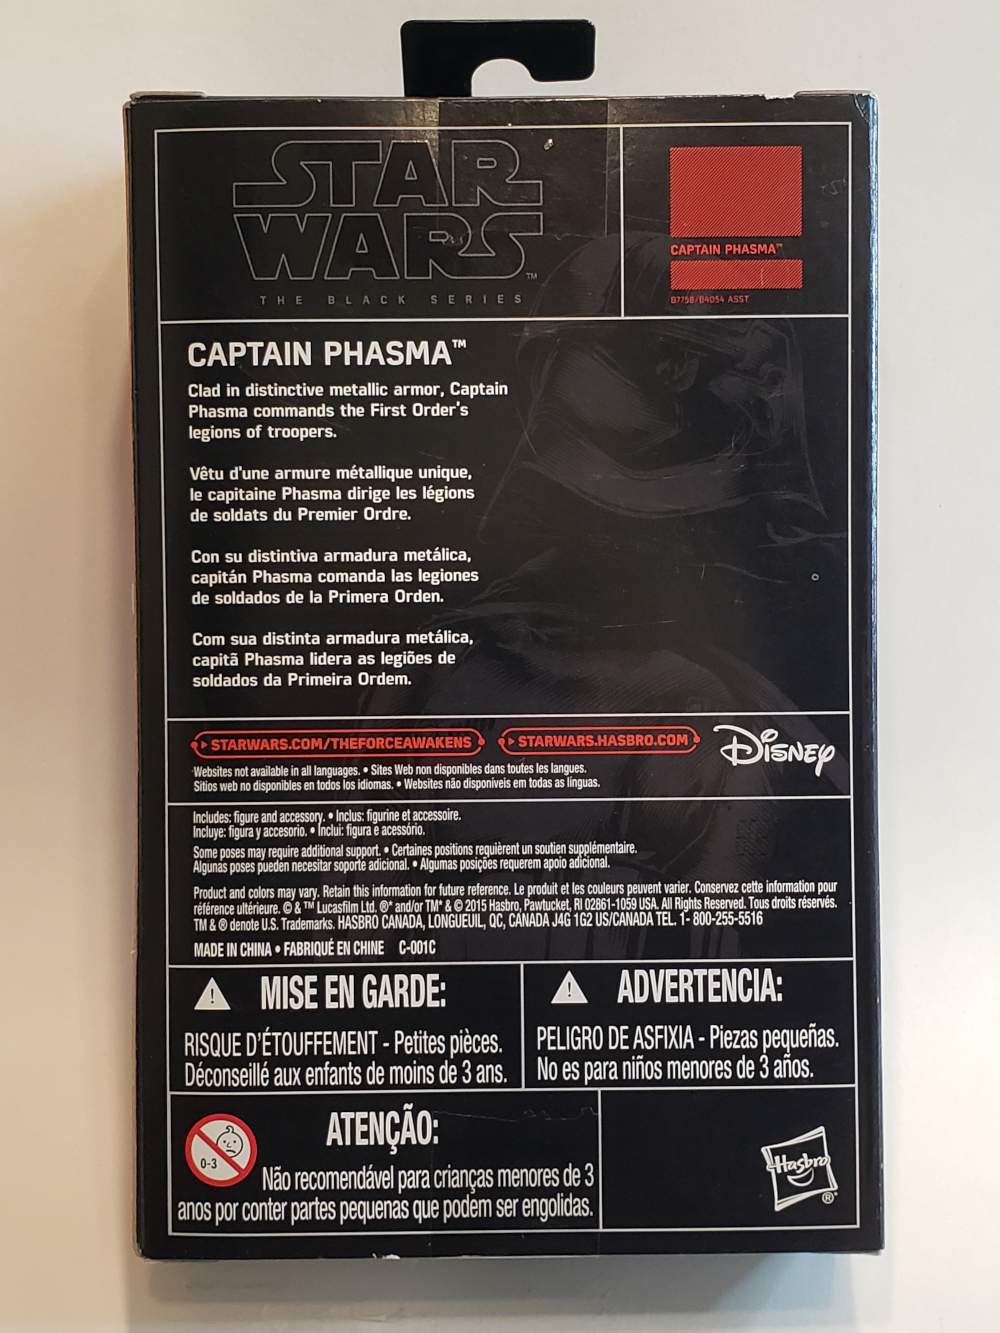 STAR
WARS™
THE BLACK SERIES
CAPTAIN PHASMA™
B7758/B4054 ASST.
CAPTAIN PHASMA™
Clad in distinctive metallic armor, Captain
Phasma commands the First Order's
legions of troopers.
Vêtu d'une armure métallique unique,
le capitaine Phasma dirige les légions
de soldats du Premier Ordre.
Con su distintiva armadura metálica,
capitán Phasma comanda las legiones
de soldados de la Primera Orden.
Com sua distinta armadura metálica,
capitã Phasma lidera as legiões de
soldados da Primeira Ordem.
STARWARS.COM/THEFORCEAWAKENS
STARWARS.HASBRO.COM
Disney
Websites not available in all languages. • Sites Web non disponibles dans toutes les langues.
Sitios web no disponibles en todos los idiomas. • Websites não disponíveis em todas as línguas.
Includes: figure and accessory. • Inclus: figurine et accessoire.
Incluye: figura y accesorio. • Inclui: figura e acessório.
Some poses may require additional support. • Certaines positions requièrent un soutien supplémentaire.
Algunas poses pueden necesitar soporte adicional. • Algumas posições requerem apoio adicional.
Product and colors may vary. Retain this information for future reference. Le produit et les couleurs peuvent varier. Conservez cette information pour
référence ultérieure. © & ™ Lucasfilm Ltd. ®* and/or TM* & © 2015 Hasbro, Pawtucket, RI 02861-1059 USA. All Rights Reserved. Tous droits réservés.
TM & ® denote U.S. Trademarks. HASBRO CANADA, LONGUEUIL, QC, CANADA J4G 1G2 US/CANADA TEL. 1- 800-255-5516
MADE IN CHINA • FABRIQUÉ EN CHINE C-001C
MISE EN GARDE:
RISQUE D'ÉTOUFFEMENT - Petites pièces.
Déconseillé aux enfants de moins de 3 ans.
ADVERTENCIA:
PELIGRO DE ASFIXIA - Piezas pequeñas.
No es para niños menores de 3 años.
0-3
ATENÇÃO:
Não recomendável para crianças menores de 3
anos por conter partes pequenas que podem ser engolidas.
Hasbro®*